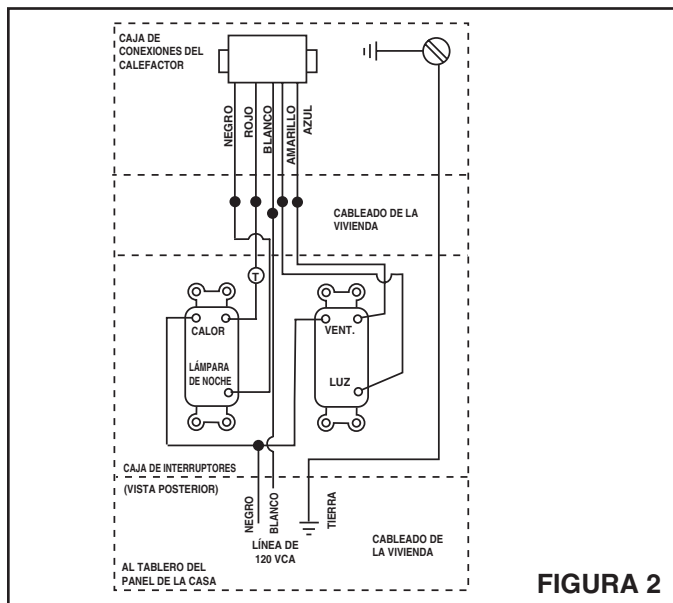 CAJA DE
CONEXIONES DEL
CALEFACTOR
NEGRO
ROJO
BLANCO
AMARILLO
AZUL
CABLEADO DE LA
VIVIENDA
T
CALOR
LÁMPARA
DE NOCHE
VENT.
LUZ
CAJA DE INTERRUPTORES
(VISTA POSTERIOR)
NEGRO
BLANCO
TIERRA
LÍNEA DE
120 VCA
CABLEADO DE
LA VIVIENDA
AL TABLERO DEL
PANEL DE LA CASA
FIGURA 2